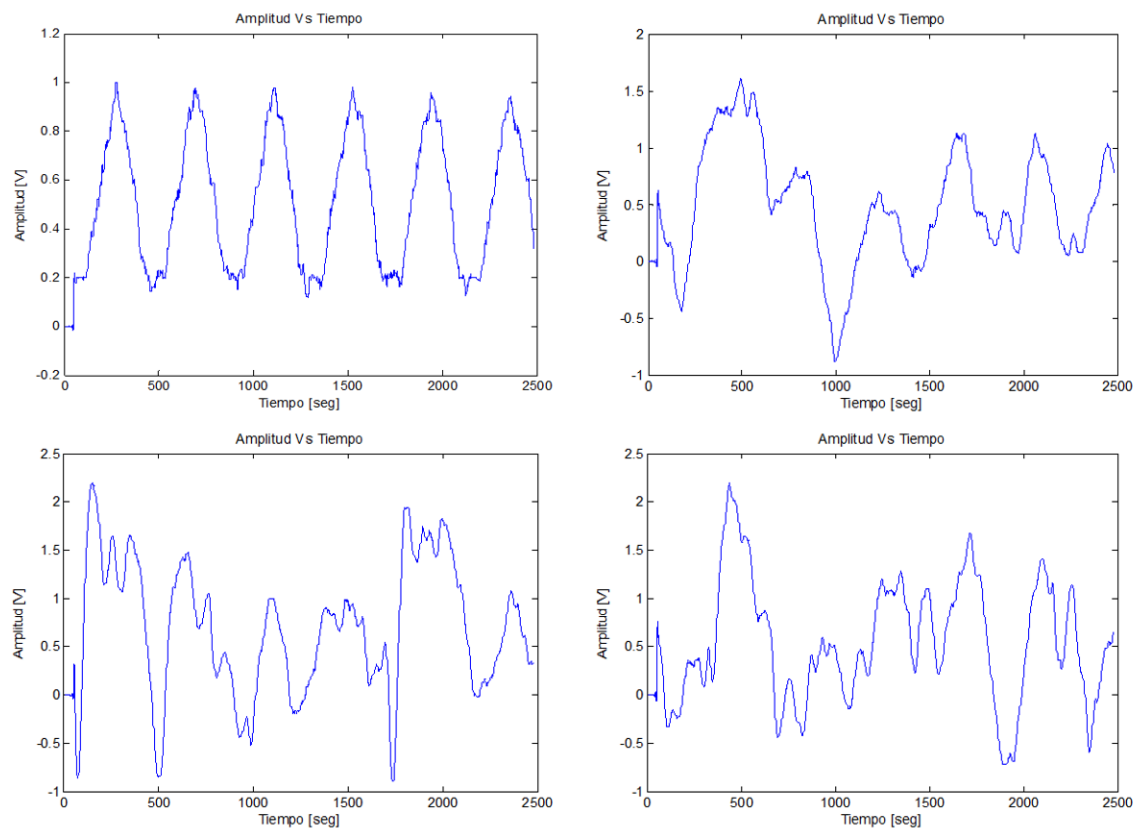 Amplitud Vs Tiempo
1.2
1
0.8
0.6
0.4
0.2
0
-0.2
Amplitud [V]
0 500 1000 1500 2000 2500
Tiempo [seg]
Amplitud Vs Tiempo
2
1.5
1
0.5
0
-0.5
-1
Amplitud [V]
0 500 1000 1500 2000 2500
Tiempo [seg]
Amplitud Vs Tiempo
2.5
2
1.5
1
0.5
0
-0.5
-1
Amplitud [V]
0 500 1000 1500 2000 2500
Tiempo [seg]
Amplitud Vs Tiempo
2.5
2
1.5
1
0.5
0
-0.5
-1
Amplitud [V]
0 500 1000 1500 2000 2500
Tiempo [seg]